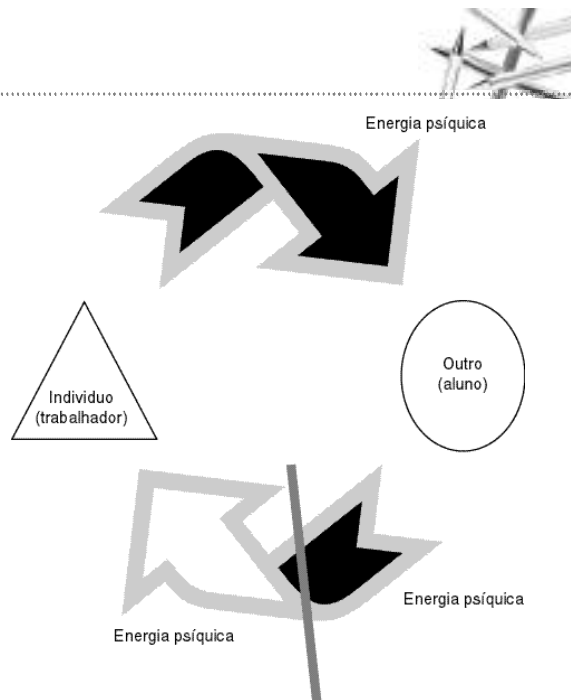 Energia psíquica
Individuo
(trabalhador)
Outro
(aluno)
Energia psíquica
Energia psíquica